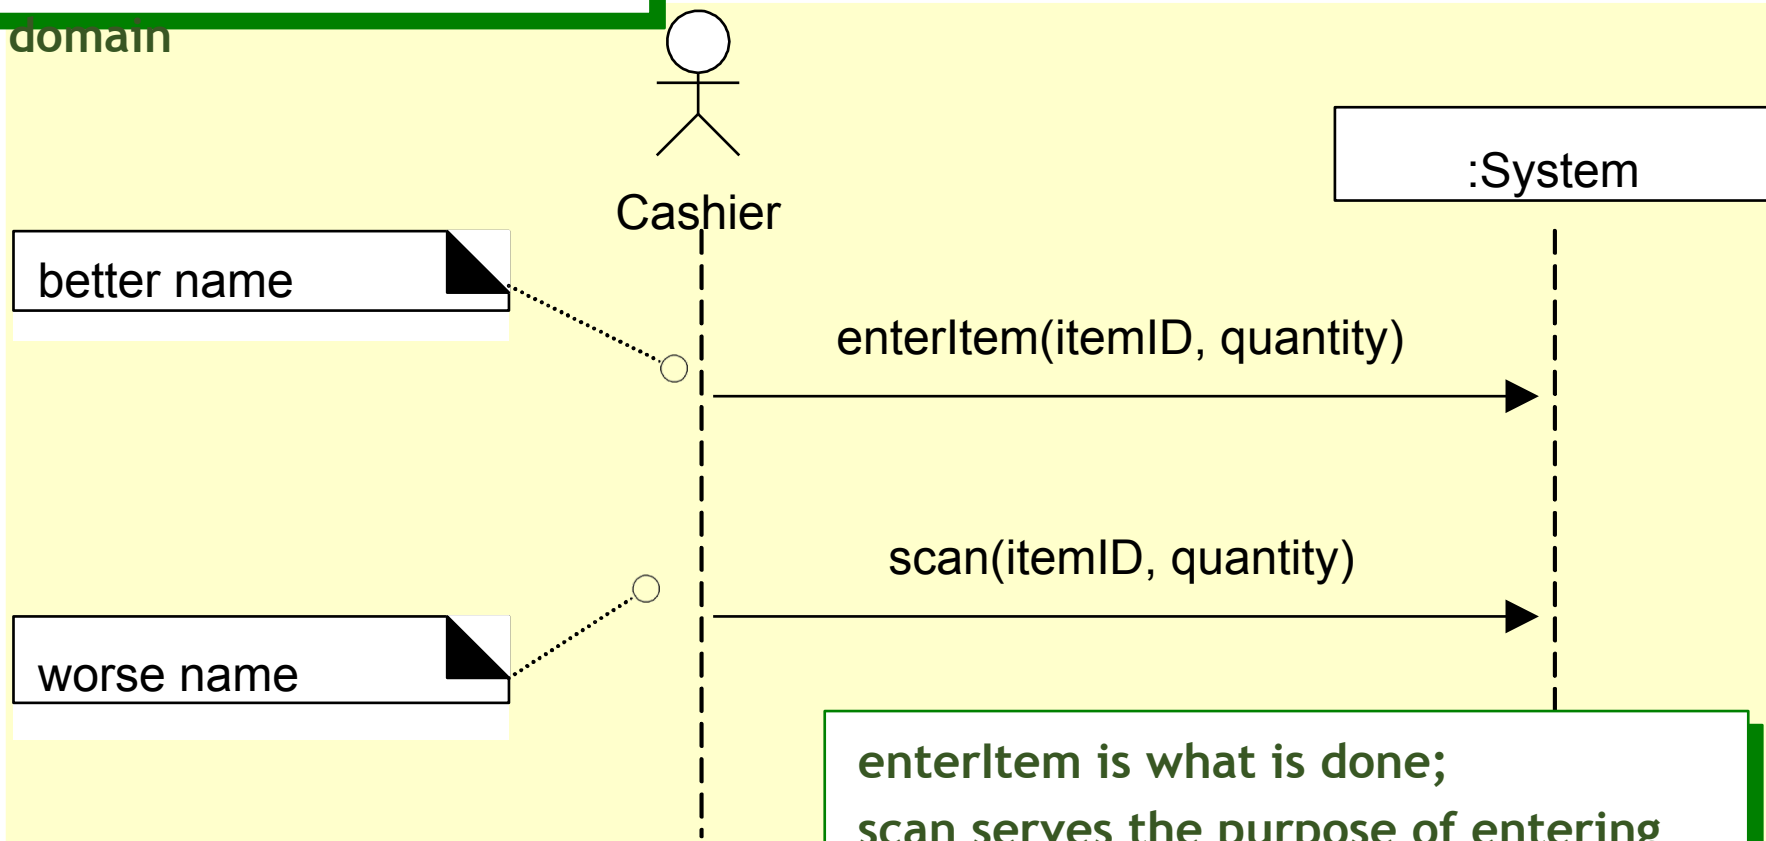 domain
:System
Cashier
better name
enterItem(itemID, quantity)
scan(itemID, quantity)
worse name
enterItem is what is done;
scan serves the purpose of entering